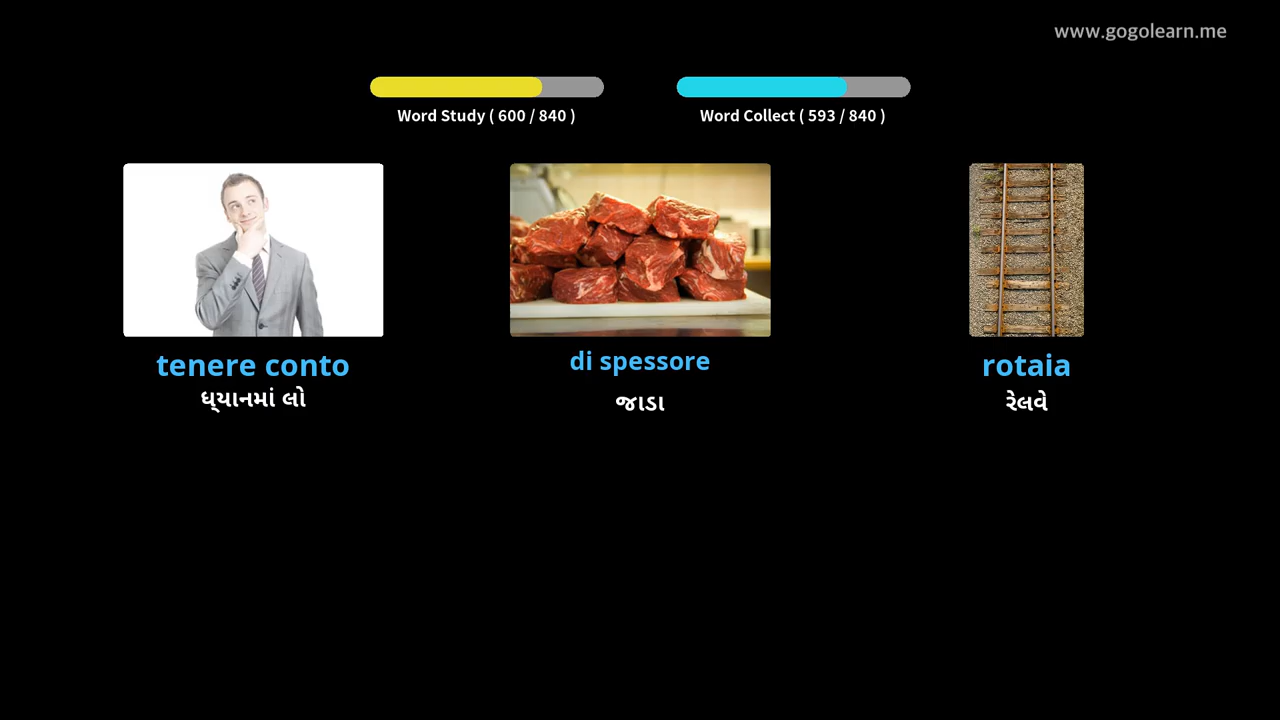 www.gogolearn.me
Word Study ( 600 / 840 )
Word Collect ( 593 / 840 )
tenere conto
ધ્યાનમાં લો
di spessore
જાડા
rotaia
રેલવે